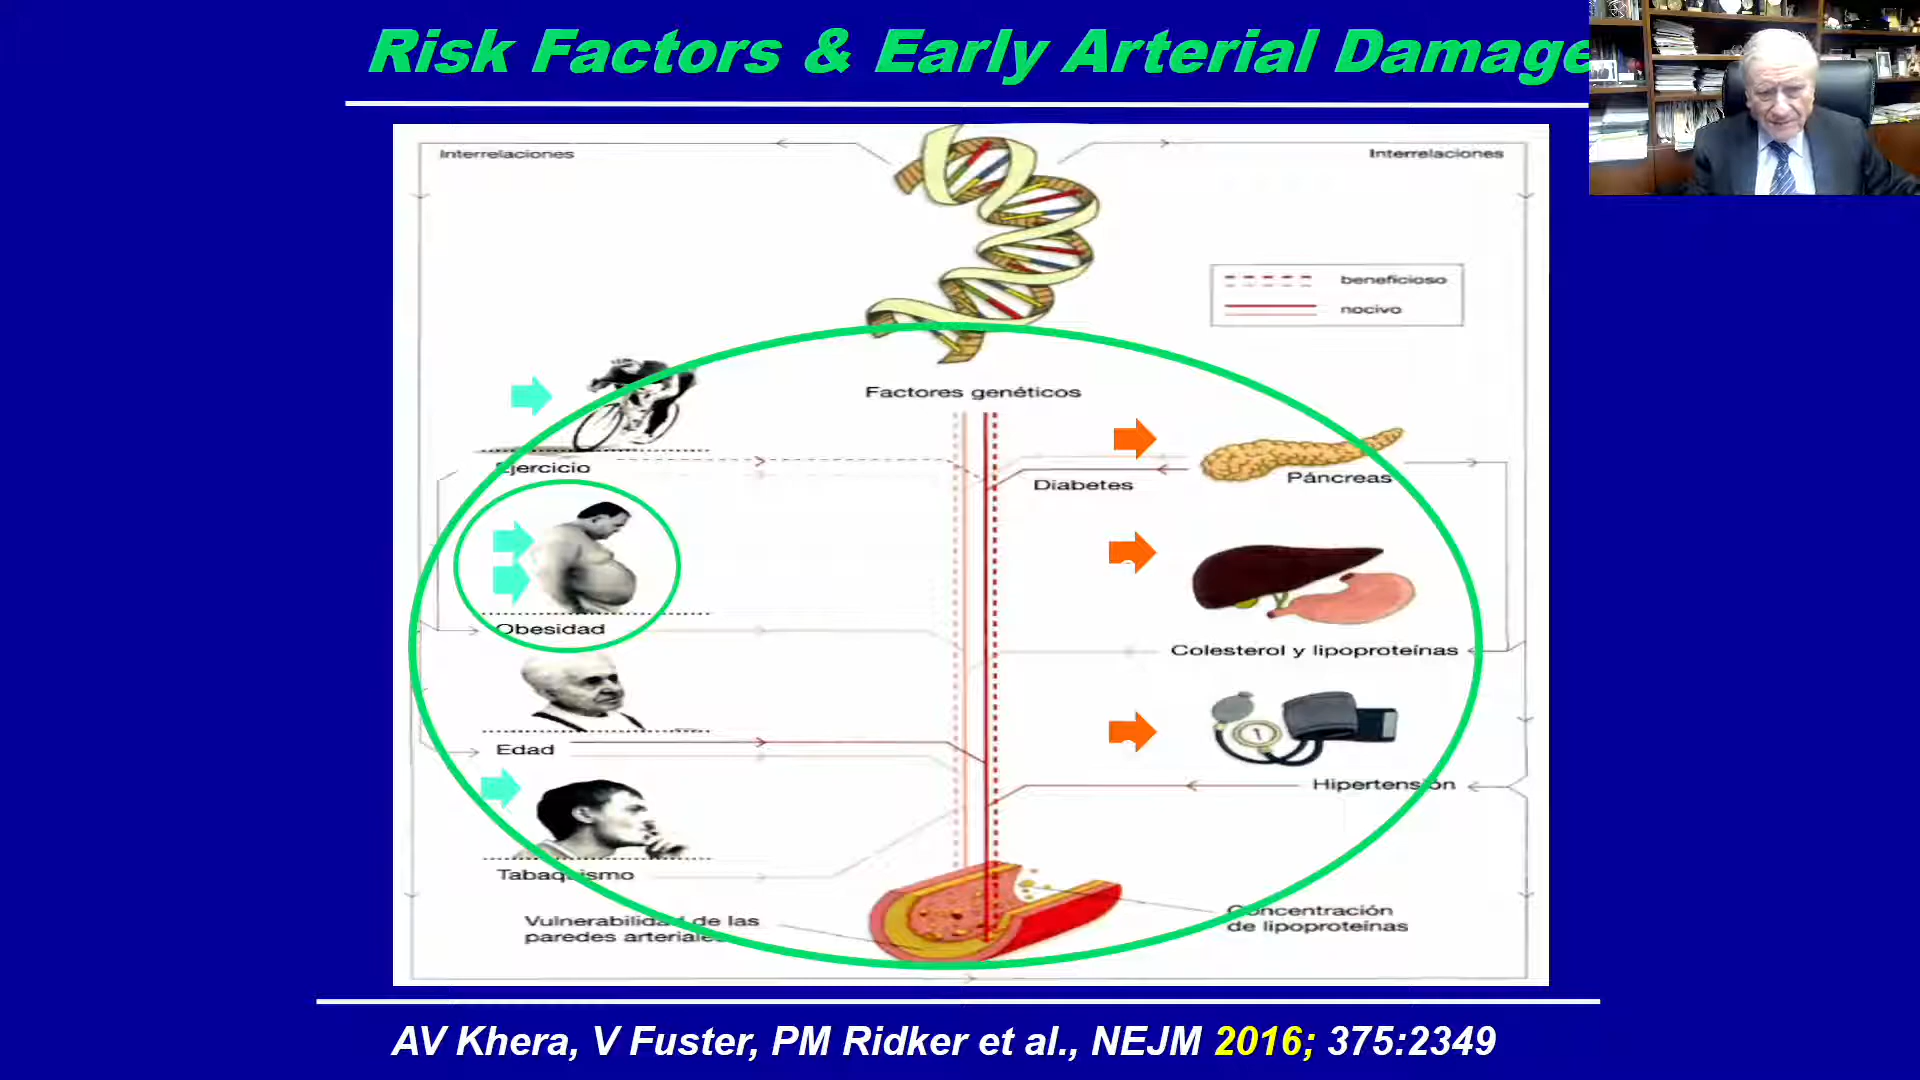 Risk Factors & Early Arterial Damage
Interrelaciones
Interrelaciones
beneficioso
nocivo
Factores genéticos
Ejercicio
Diabetes
Páncreas
Obesidad
Colesterol y lipoproteínas
Edad
Hipertensión
Tabaquismo
Vulnerabilidad de las
paredes arteriales
Concentración
de lipoproteínas
AV Khera, V Fuster, PM Ridker et al., NEJM 2016; 375:2349